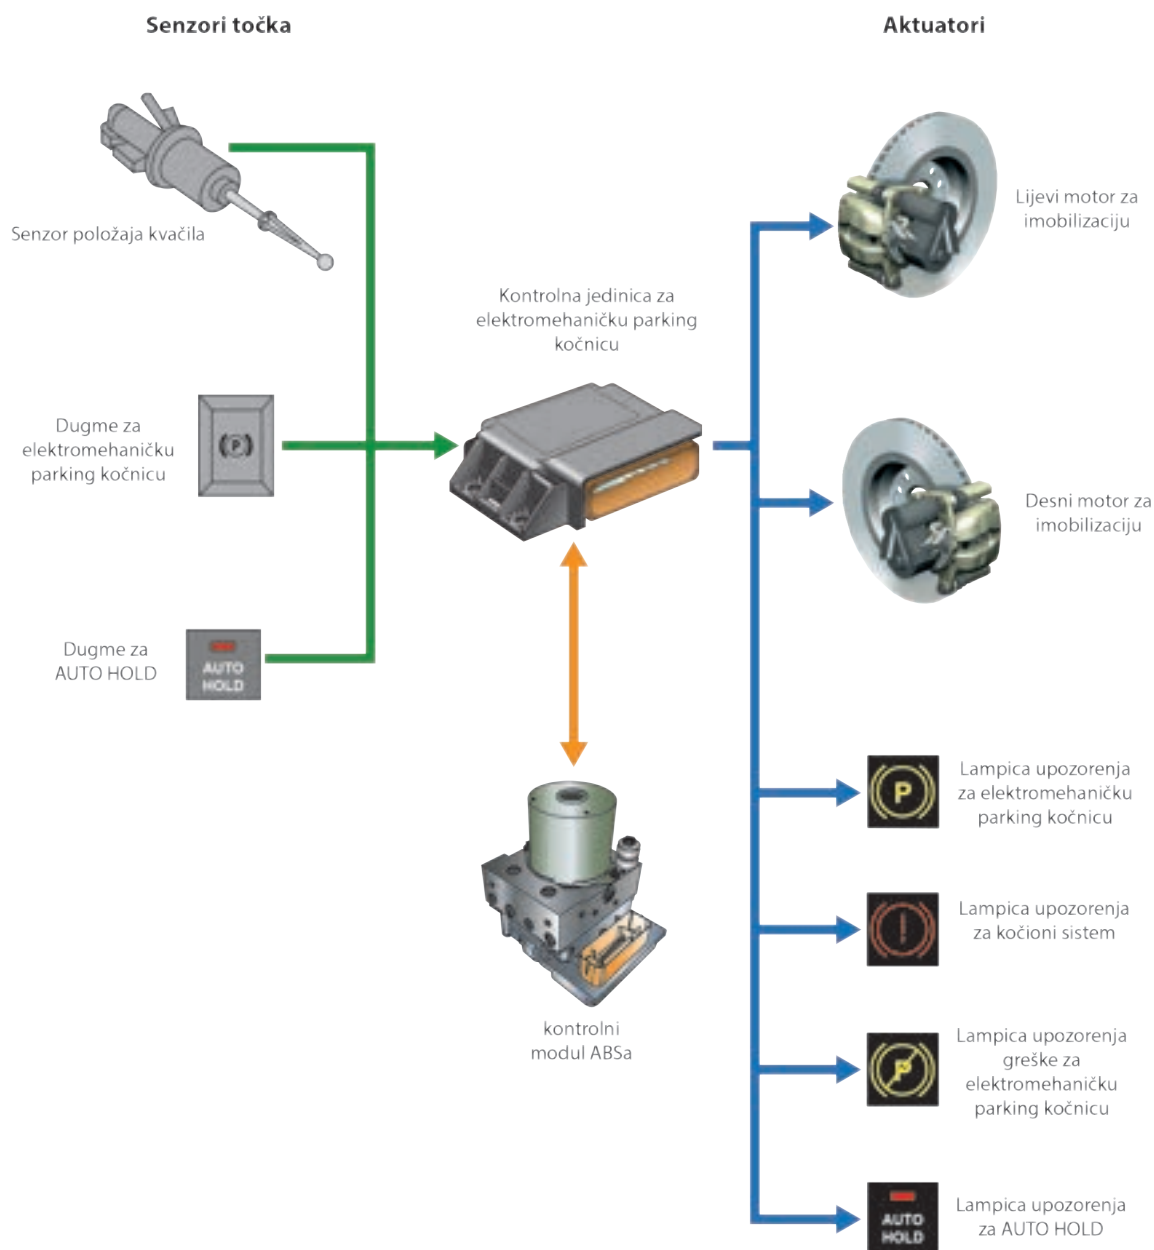 Senzori točka
Aktuatori
Senzor položaja kvačila
Lijevi motor za
imobilizaciju
Kontrolna jedinica za
elektromehaničku parking
kočnicu
Dugme za
elektromehaničku
parking kočnicu
(P)
Desni motor za
imobilizaciju
Dugme za
AUTO HOLD
AUTO
HOLD
P
Lampica upozorenja
za elektromehaničku
parking kočnicu
!
Lampica upozorenja
za kočioni sistem
kontrolni
modul ABSa
P
Lampica upozorenja
greške za
elektromehaničku
parking kočnicu
AUTO
HOLD
Lampica upozorenja
za AUTO HOLD